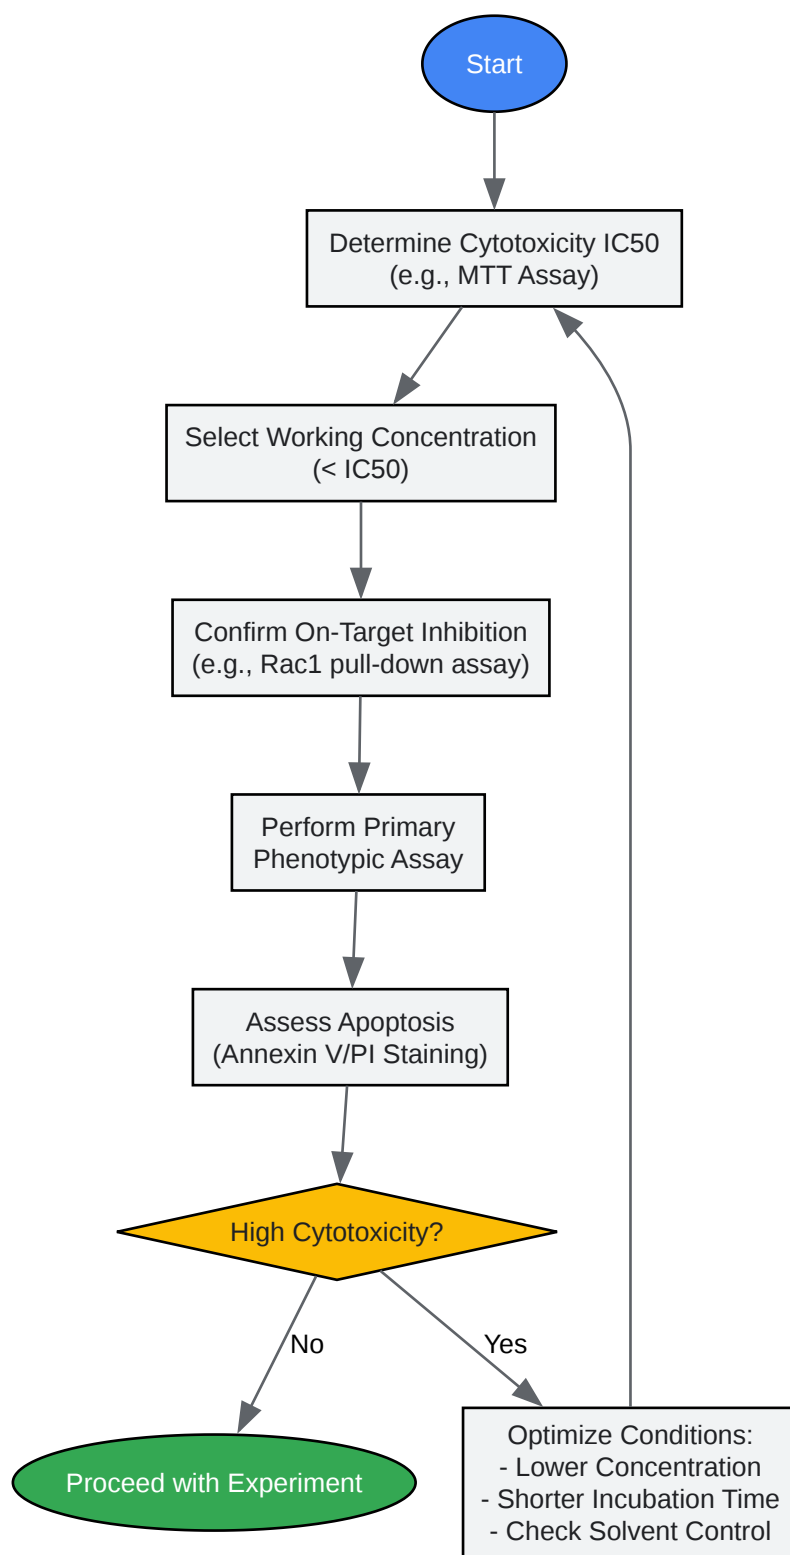 Start
Determine Cytotoxicity IC50
(e.g., MTT Assay)
Select Working Concentration
(< IC50)
Confirm On-Target Inhibition
(e.g., Rac1 pull-down assay)
Perform Primary
Phenotypic Assay
Assess Apoptosis
(Annexin V/PI Staining)
High Cytotoxicity?
No
Yes
Proceed with Experiment
Optimize Conditions:
- Lower Concentration
- Shorter Incubation Time
- Check Solvent Control